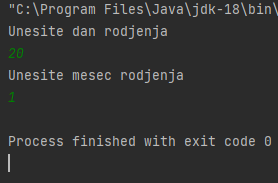 "C:\Program Files\Java\jdk-18\bin\
Unesite dan rodjenja
20
Unesite mesec rodjenja
1
Process finished with exit code 0